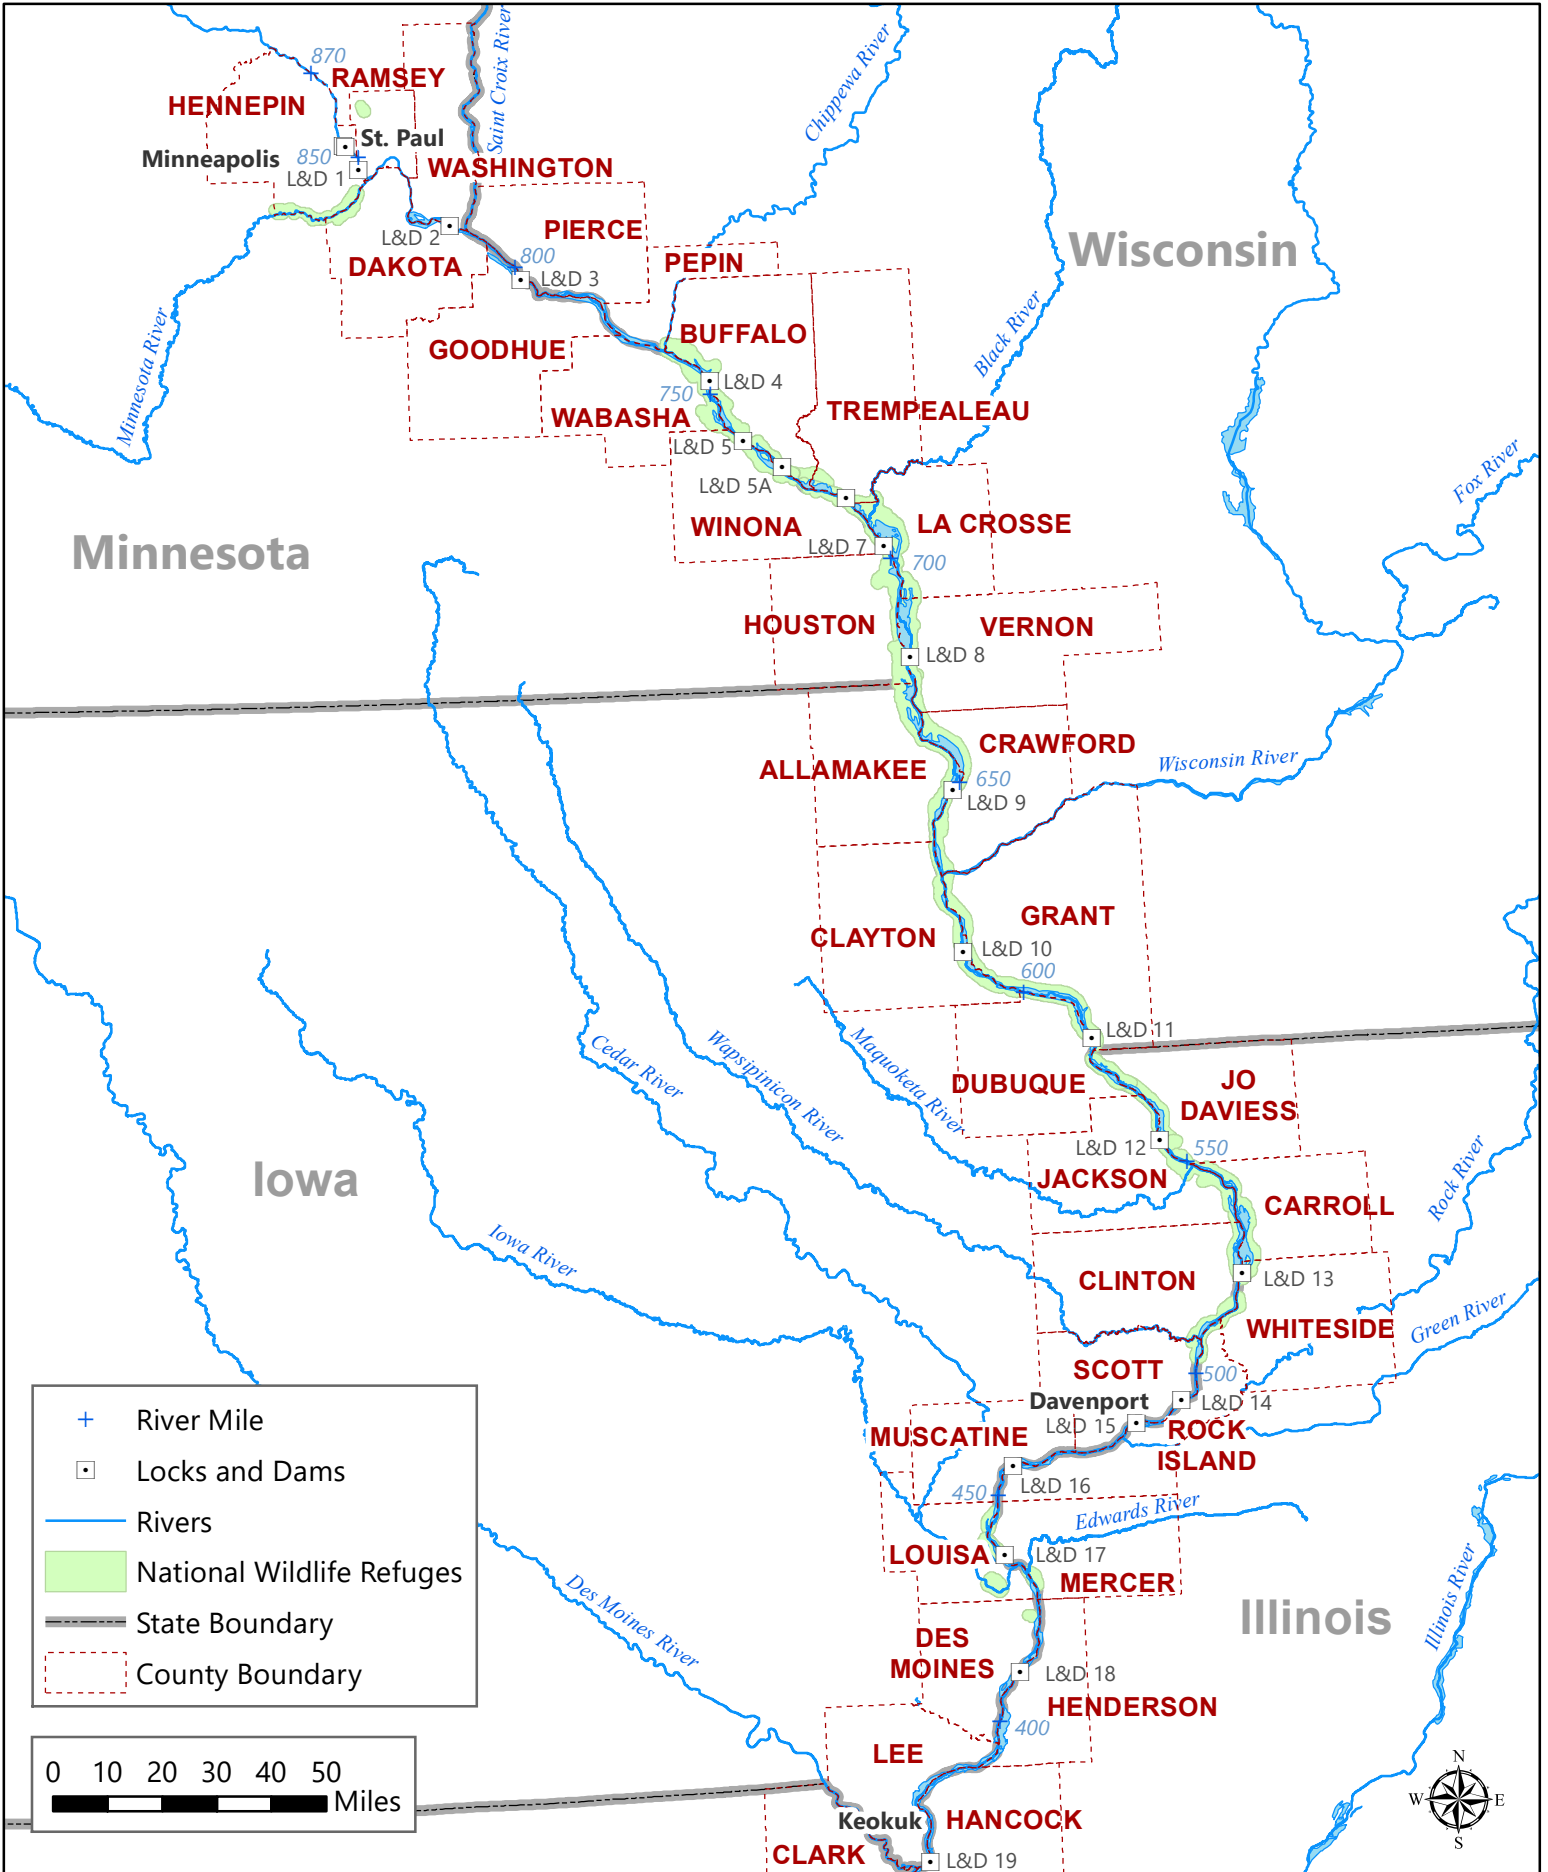 870
RAMSEY
HENNEPIN
Saint Croix River
Chippewa River
St. Paul
Minneapolis
850
L&D 1
WASHINGTON
L&D 2
PIERCE
Wisconsin
DAKOTA
800
L&D 3
PEPIN
Minnesota River
GOODHUE
BUFFALO
Black River
750
L&D 4
WABASHA
TREMPEALEAU
L&D 5
L&D 5A
Fox River
WINONA
LA CROSSE
Minnesota
L&D 7
700
HOUSTON
VERNON
L&D 8
CRAWFORD
ALLAMAKEE
Wisconsin River
650
L&D 9
GRANT
CLAYTON
L&D 10
600
L&D 11
Cedar River
Wapsipinicon River
Maquoketa River
DUBUQUE
JO
DAVIESS
L&D 12
550
Iowa
JACKSON
CARROLL
Rock River
Iowa River
CLINTON
L&D 13
WHITESIDE
Green River
SCOTT
500
Davenport
L&D 14
L&D 15
ROCK
ISLAND
MUSCATINE
L&D 16
450
Edwards River
LOUISA
L&D 17
MERCER
Des Moines River
Illinois
Illinois River
DES
MOINES
L&D 18
HENDERSON
400
LEE
Keokuk
HANCOCK
CLARK
L&D 19
River Mile
Locks and Dams
Rivers
National Wildlife Refuges
State Boundary
County Boundary
0 10 20 30 40 50
Miles
N
W E
S